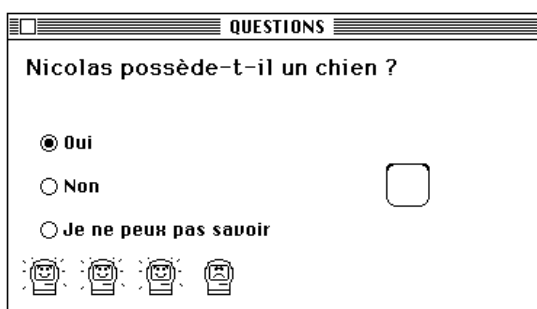 QUESTIONS
Nicolas possède-t-il un chien ?
Oui
Non
Je ne peux pas savoir